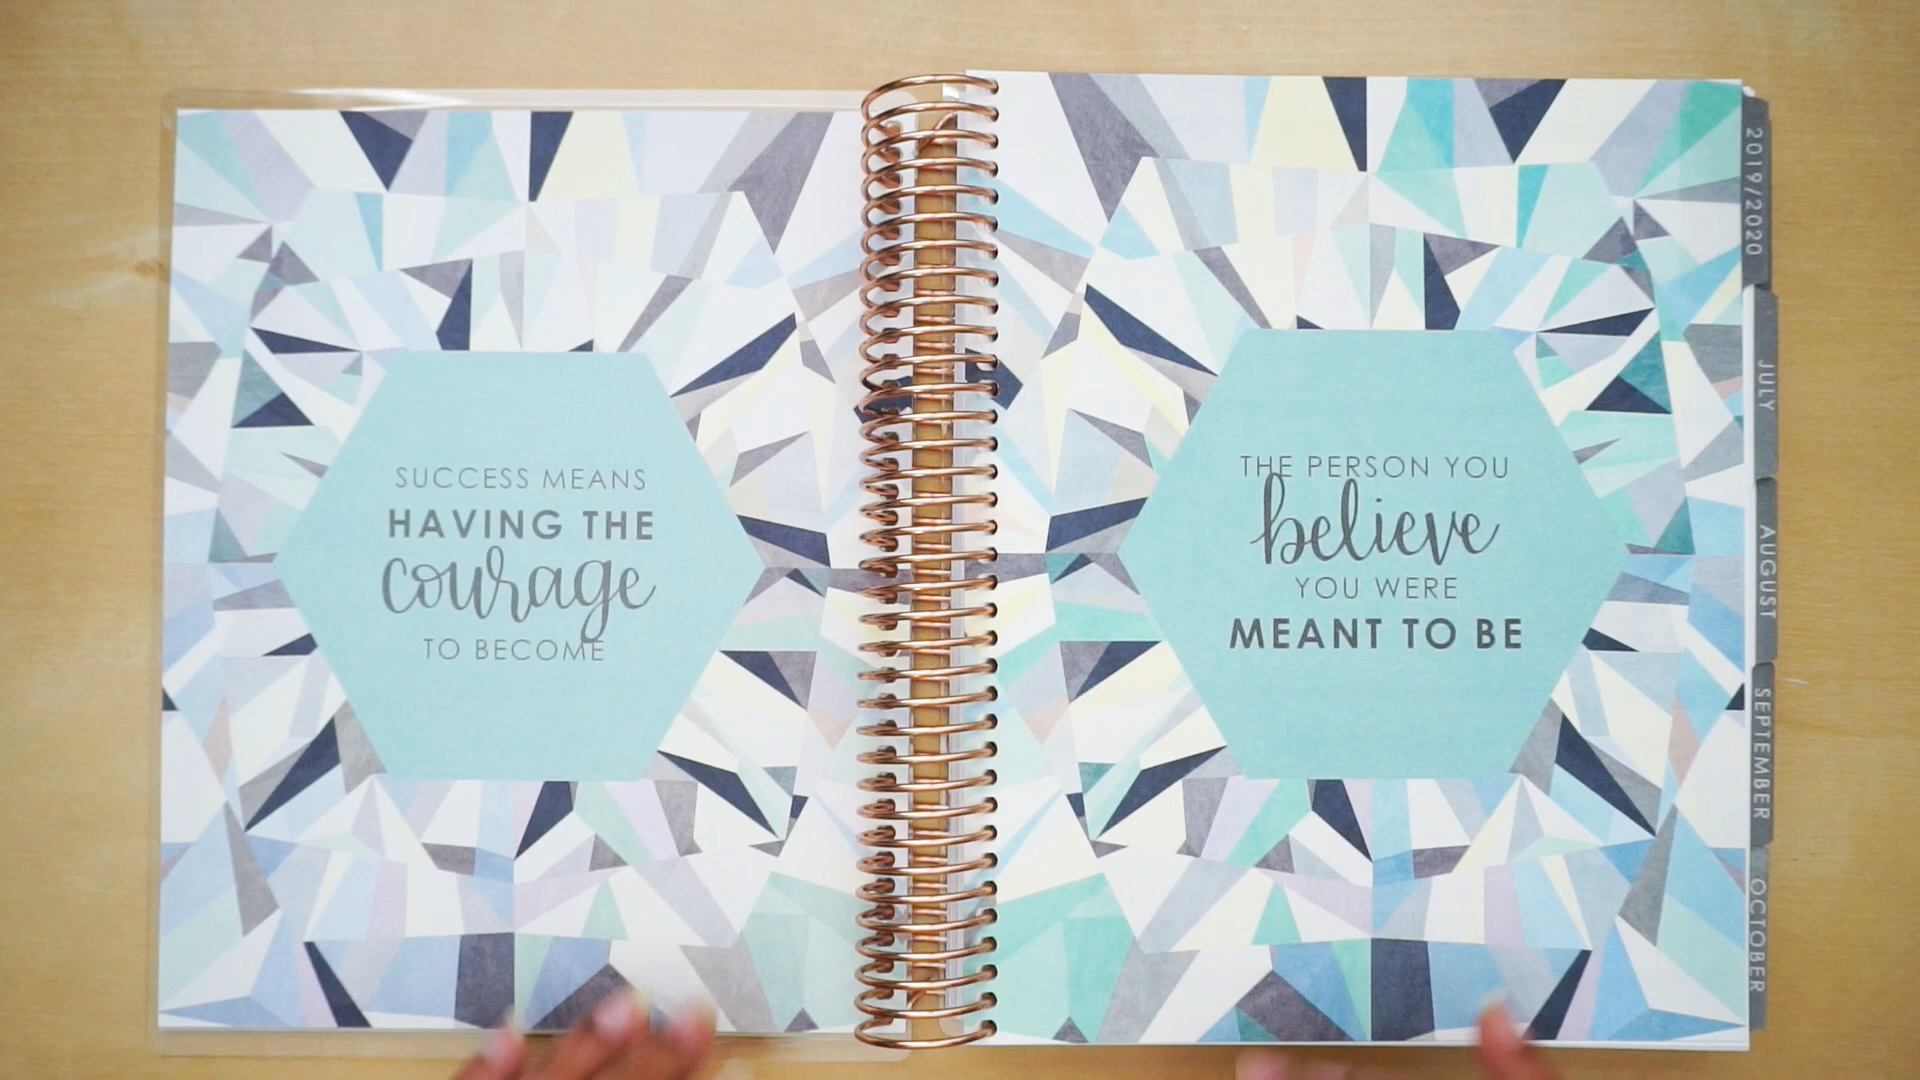 SUCCESS MEANS
HAVING THE
courage
TO BECOME
THE PERSON YOU
believe
YOU WERE
MEANT TO BE
2019/2020
JULY
AUGUST
SEPTEMBER
OCTOBER